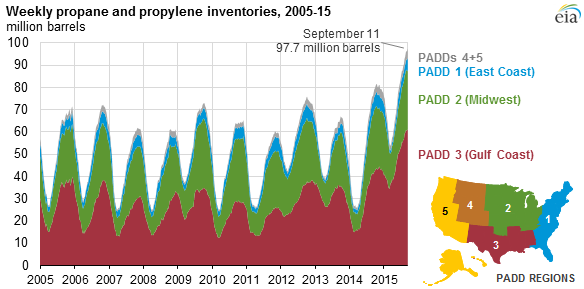 Weekly propane and propylene inventories, 2005-15
million barrels
eia
September 11
97.7 million barrels
100
90
80
70
60
50
40
30
20
10
0
2005 2006 2007 2008 2009 2010 2011 2012 2013 2014 2015
PADDs 4+5
PADD 1 (East Coast)
PADD 2 (Midwest)
PADD 3 (Gulf Coast)
5
4
2
1
3
PADD REGIONS